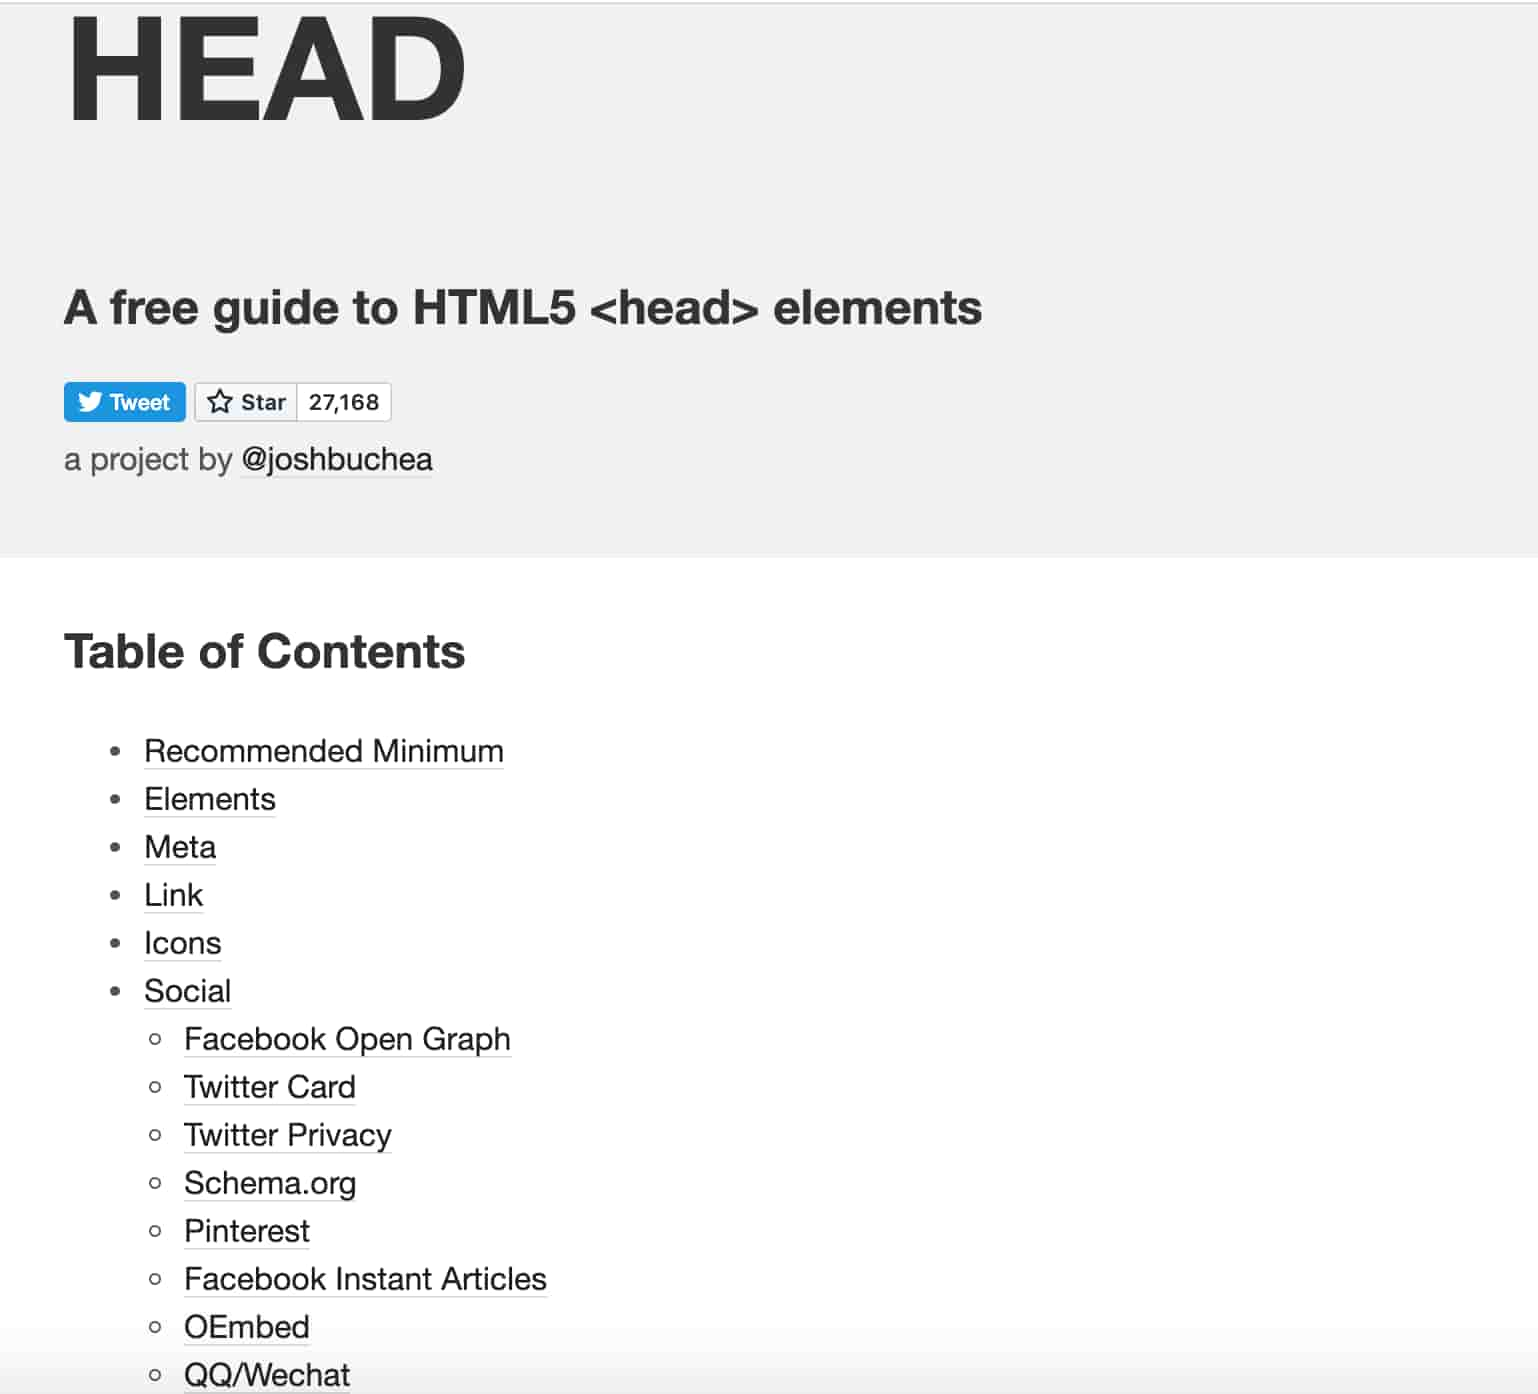 HEAD
A free guide to HTML5 <head> elements
Tweet Star 27,168
a project by @joshbuchea
Table of Contents
Recommended Minimum
Elements
Meta
Link
Icons
Social
Facebook Open Graph
Twitter Card
Twitter Privacy
Schema.org
Pinterest
Facebook Instant Articles
OEmbed
QQ/Wechat